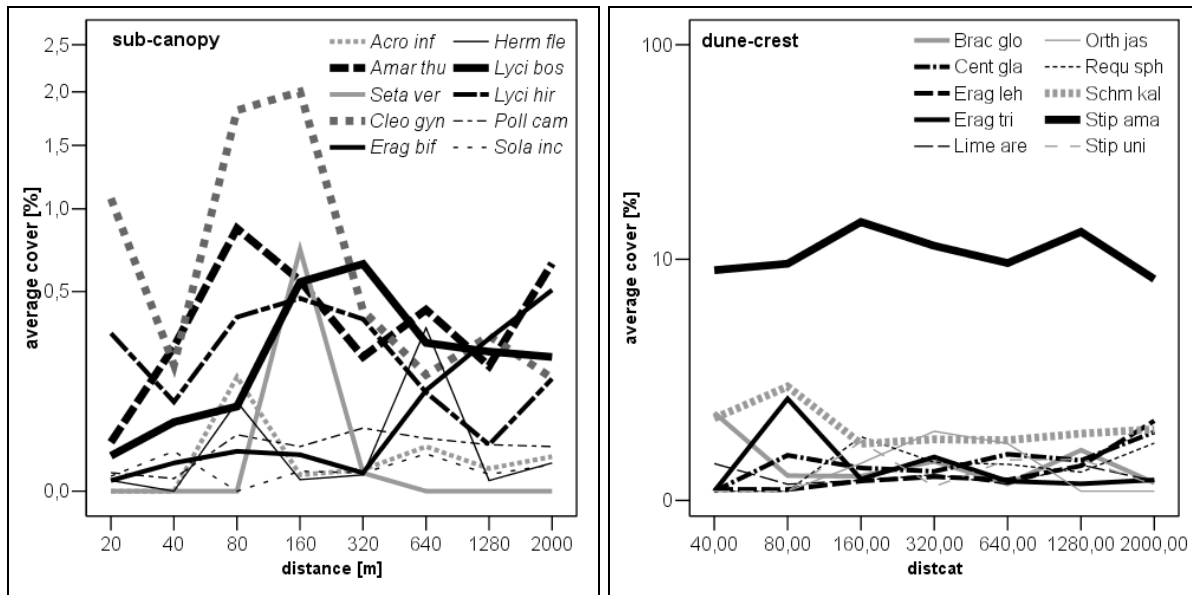 sub-canopy
2,5
2,0
1,5
1,0
0,5
0,0
average cover [%]
Acro inf
Amar thu
Seta ver
Cleo gyn
Erag bif
Herm fle
Lyci bos
Lyci hir
Poll cam
Sola inc
20 40 80 160 320 640 1280 2000
distance [m]
dune-crest
100
10
0
average cover [%]
Brac glo
Cent gla
Erag leh
Erag tri
Lime are
Orth jas
Requ sph
Schm kal
Stip ama
Stip uni
40,00 80,00 160,00 320,00 640,00 1280,00 2000,00
distcat